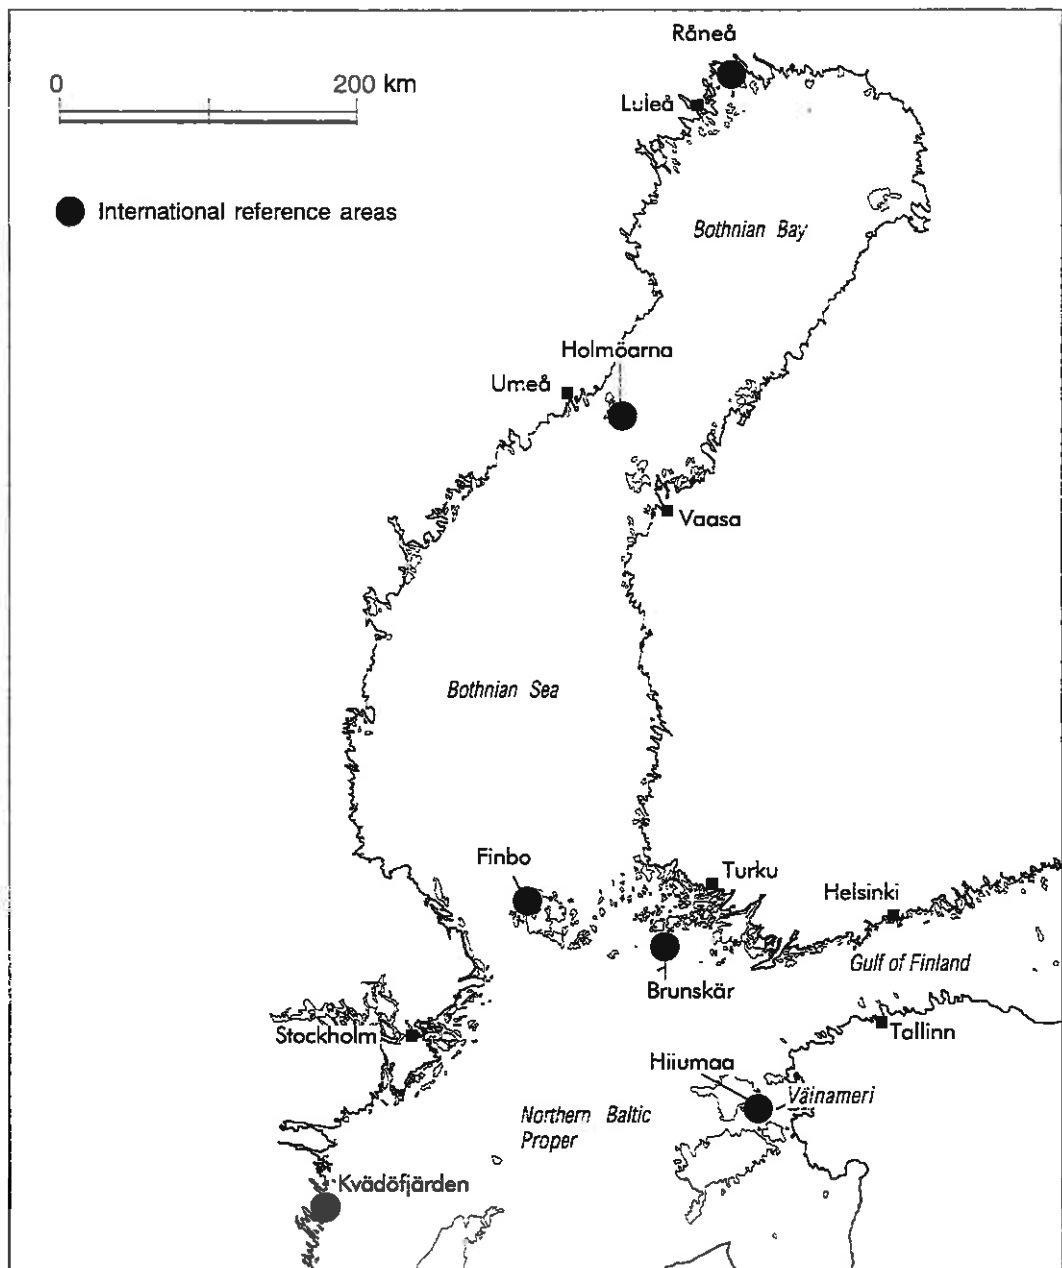 Råneå
0 200 km
Luleå
International reference areas
Bothnian Bay
Holmöarna
Umeå
Vaasa
Bothnian Sea
Finbo
Turku
Helsinki
Gulf of Finland
Brunskär
Stockholm
Tallinn
Hiiumaa
Väinameri
Northern Baltic
Proper
Kvädöfjärden